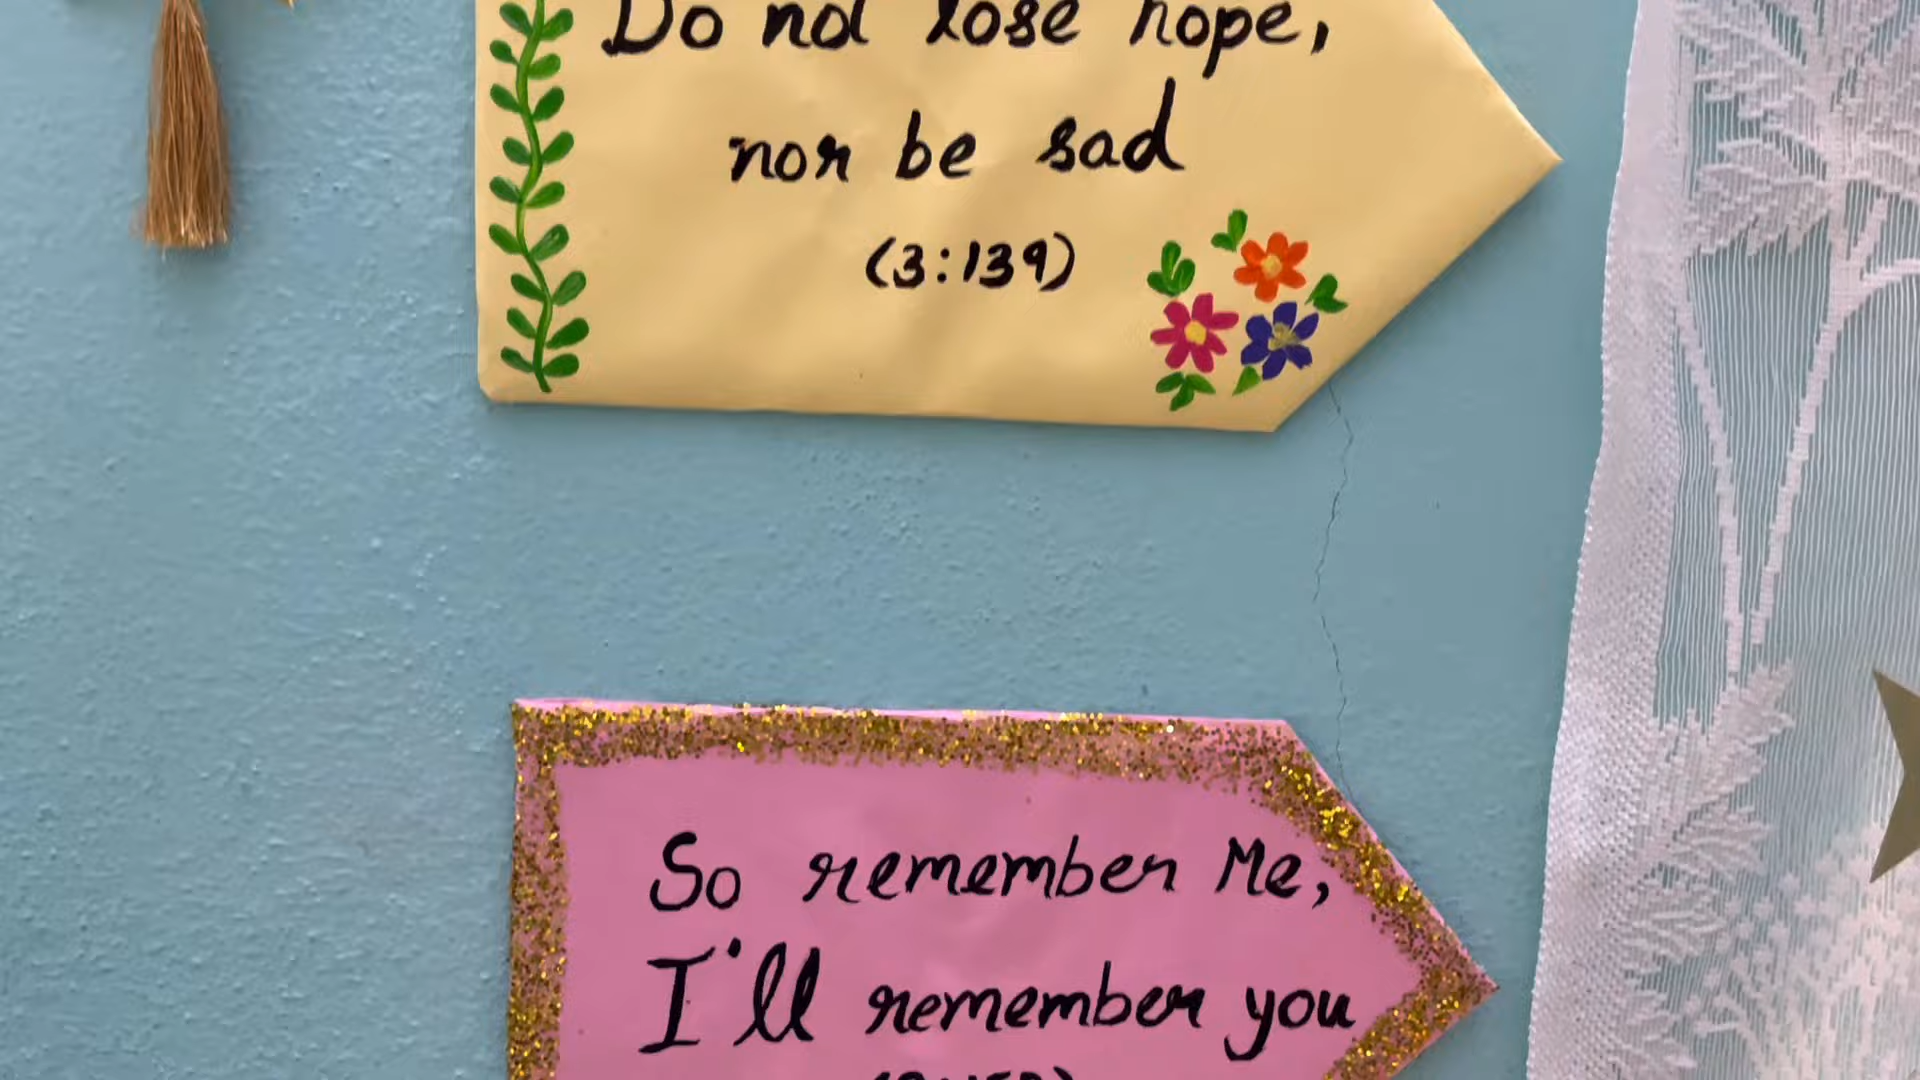 Do not lose hope,
nor be sad
(3:139)
So remember Me,
I'll remember you